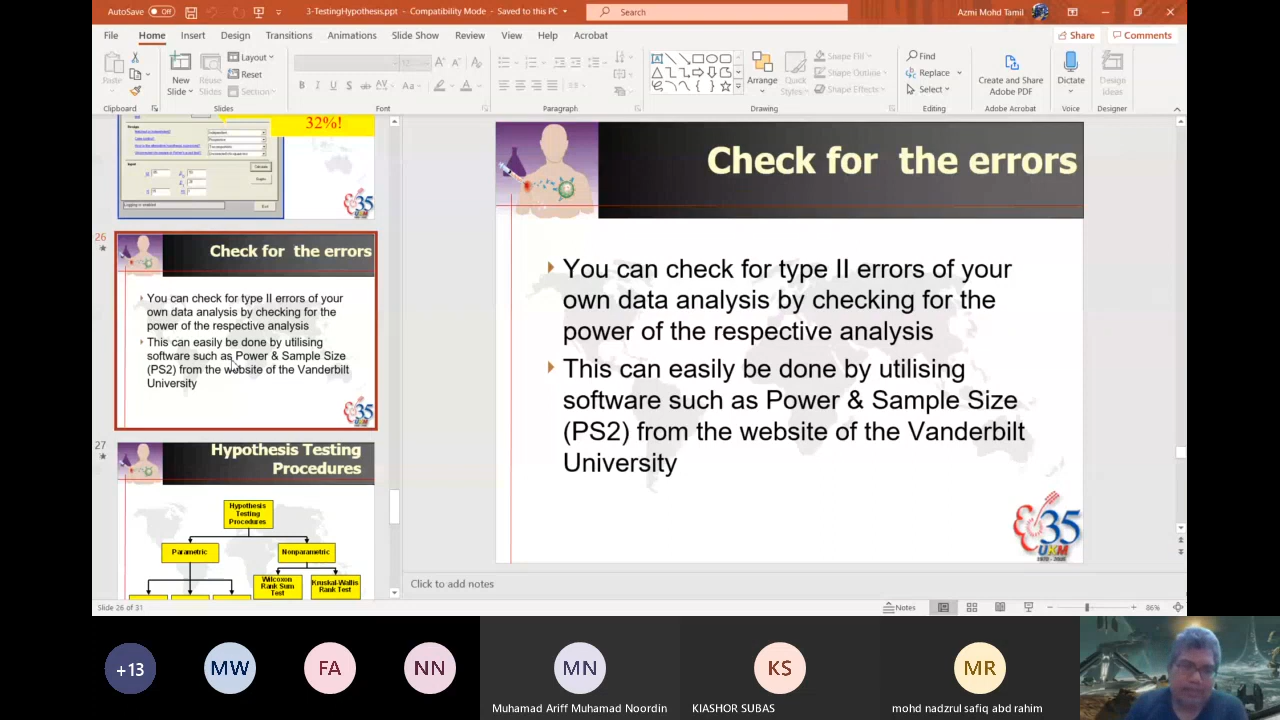 AutoSave Off
3-TestingHypothesis.ppt - Compatibility Mode - Saved to this PC
Search
Azmi Mohd Tamil
File Home Insert Design Transitions Animations Slide Show Review View Help Acrobat
Share
Comments
Paste
Clipboard
New
Slide
Reuse
Slides
Layout
Reset
Section
Slides
Font
Paragraph
Arrange
Quick
Styles
Shape Fill
Shape Outline
Shape Effects
Drawing
Find
Replace
Select
Editing
Create and Share
Adobe PDF
Adobe Acrobat
Dictate
Voice
Design
Ideas
Designer
32%!
35
UKM
26
Check for the errors
You can check for type II errors of your
own data analysis by checking for the
power of the respective analysis
This can easily be done by utilising
software such as Power & Sample Size
(PS2) from the website of the Vanderbilt
University
35
UKM
27
Hypothesis Testing
Procedures
Hypothesis
Testing
Procedures
Parametric
Nonparametric
Wilcoxon
Rank Sum
Test
Kruskal-Wallis
Rank Test
Check for the errors
You can check for type II errors of your
own data analysis by checking for the
power of the respective analysis
This can easily be done by utilising
software such as Power & Sample Size
(PS2) from the website of the Vanderbilt
University
35
UKM
Click to add notes
Slide 26 of 31
Notes
86%
+13
MW
FA
NN
MN
Muhamad Ariff Muhamad Noordin
KS
KIASHOR SUBAS
MR
mohd nadzrul safiq abd rahim